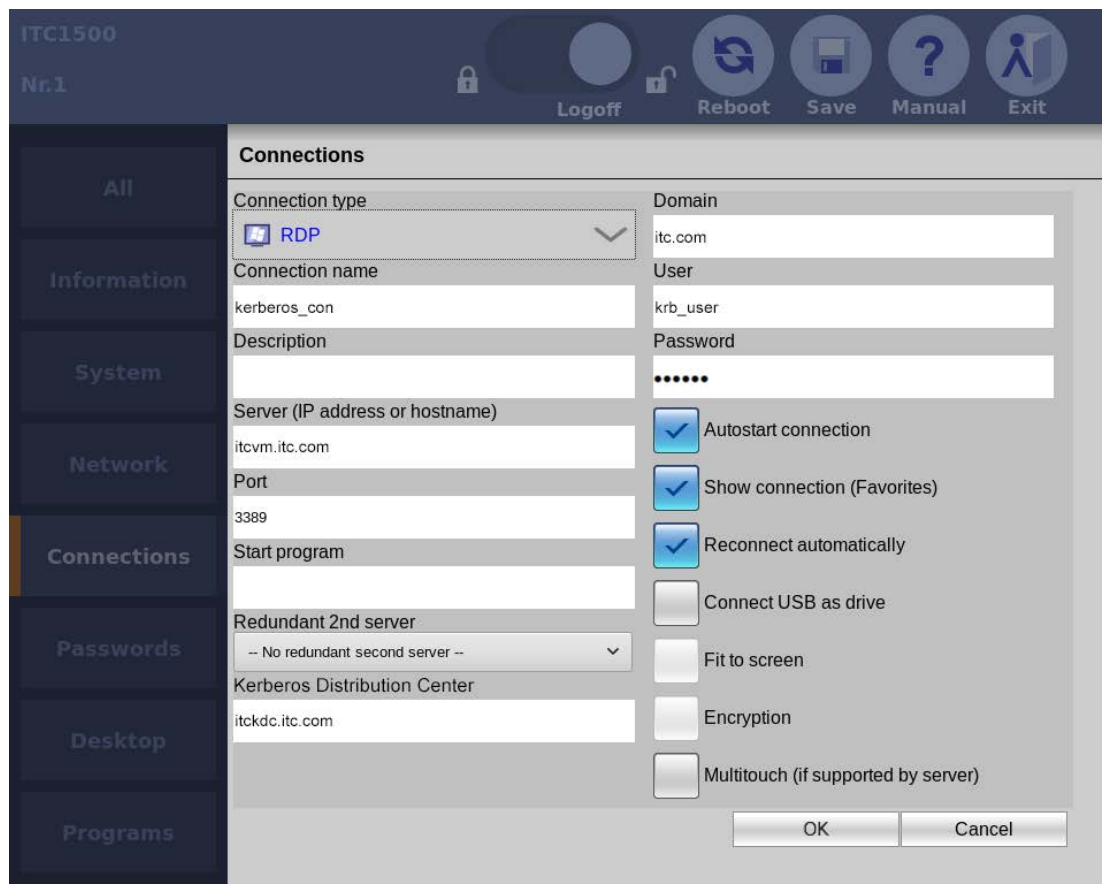 ITC1500
Nr.1
Logoff
Reboot
Save
Manual
Exit
All
Information
System
Network
Connections
Passwords
Desktop
Programs
Connections
Connection type
RDP
Connection name
kerberos_con
Description
Server (IP address or hostname)
itcvm.itc.com
Port
3389
Start program
Redundant 2nd server
-- No redundant second server --
Kerberos Distribution Center
itckdc.itc.com
Domain
itc.com
User
krb_user
Password
••••••
Autostart connection
Show connection (Favorites)
Reconnect automatically
Connect USB as drive
Fit to screen
Encryption
Multitouch (if supported by server)
OK
Cancel